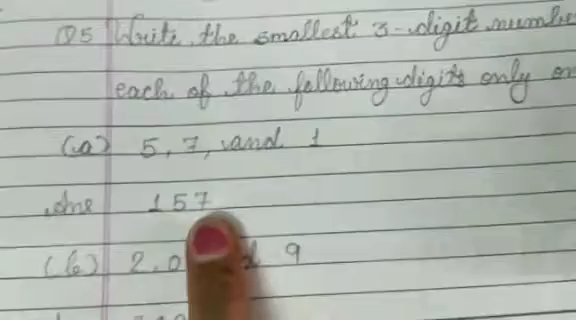 Q5 Write the smallest 3-digit number
each of the following digits only
(a) 5, 7, and 1
Ans 157
(b) 2, 0 9